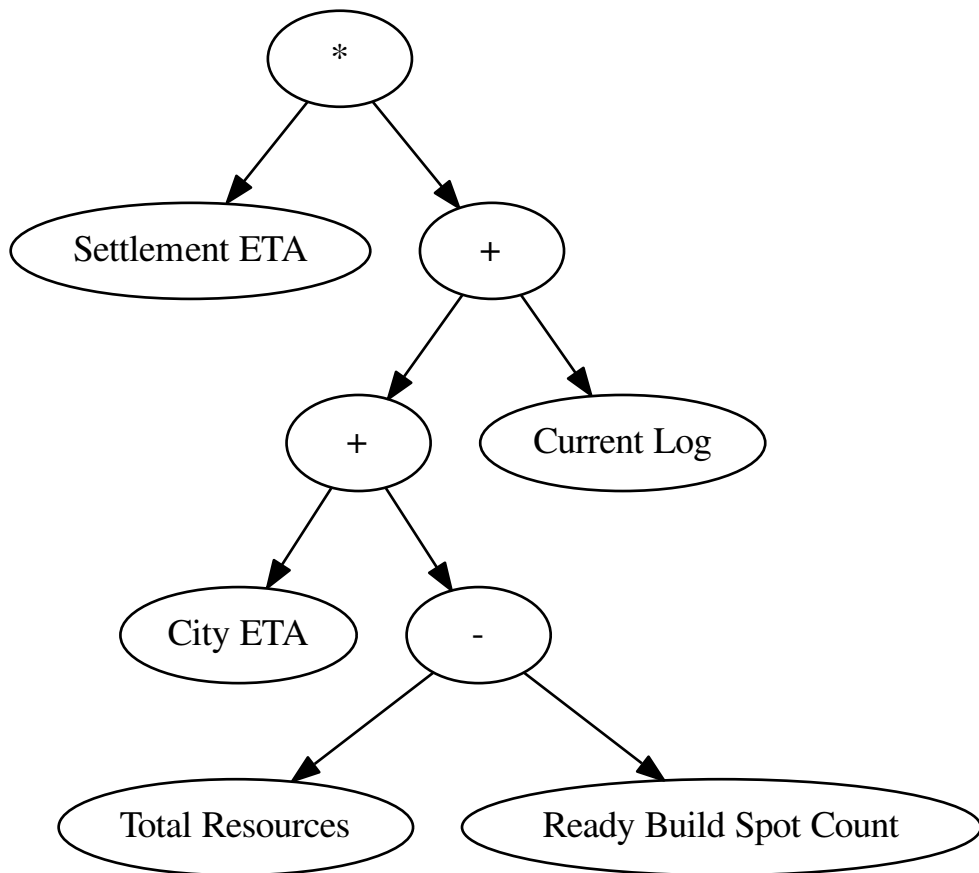 *
Settlement ETA
+
+
Current Log
City ETA
-
Total Resources
Ready Build Spot Count